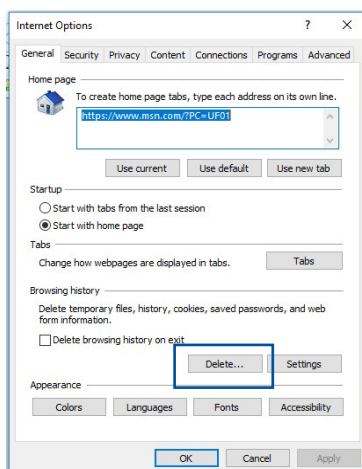 Internet Options ? X
General Security Privacy Content Connections Programs Advanced
Home page
To create home page tabs, type each address on its own line.
https://www.msn.com/?PC=UF01
Use current Use default Use new tab
Startup
Start with tabs from the last session
Start with home page
Tabs
Change how webpages are displayed in tabs. Tabs
Browsing history
Delete temporary files, history, cookies, saved passwords, and web
form information.
Delete browsing history on exit
Delete... Settings
Appearance
Colors Languages Fonts Accessibility
OK Cancel Apply